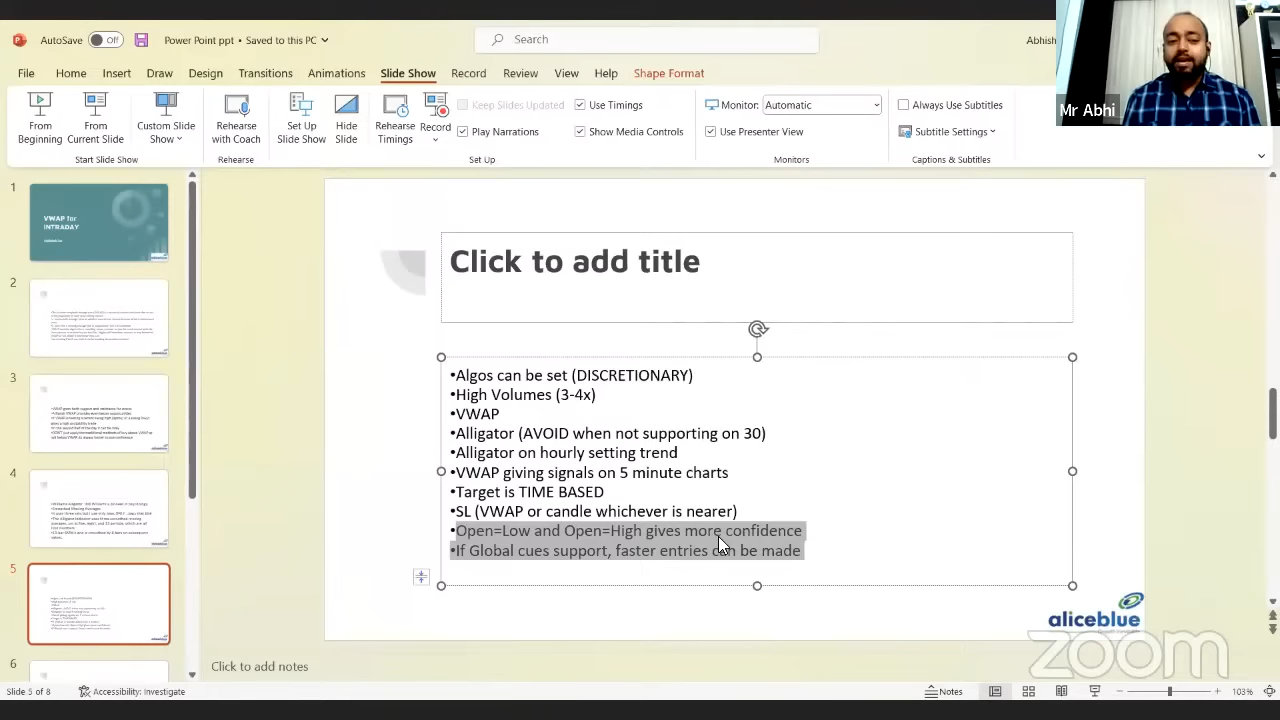 AutoSave
Off
Power Point ppt • Saved to this PC
Search
Abhish
Mr Abhi
File
Home
Insert
Draw
Design
Transitions
Animations
Slide Show
Record
Review
View
Help
Shape Format
From Beginning
From Current Slide
Custom Slide Show
Start Slide Show
Rehearse with Coach
Rehearse
Set Up Slide Show
Hide Slide
Rehearse Timings
Record
Keep Slides Updated
Play Narrations
Use Timings
Show Media Controls
Set Up
Monitor:
Automatic
Use Presenter View
Monitors
Always Use Subtitles
Subtitle Settings
Captions & Subtitles
1
VWAP for
INTRADAY
2
3
4
5
6
Click to add title
•Algos can be set (DISCRETIONARY)
•High Volumes (3-4x)
•VWAP
•Alligator (AVOID when not supporting on 30)
•Alligator on hourly setting trend
•VWAP giving signals on 5 minute charts
•Target is TIME BASED
•SL (VWAP or candle whichever is nearer)
•Open=Low and Open=High gives more confidence
•If Global cues support, faster entries can be made
aliceblue
zoom
Click to add notes
Slide 5 of 8
Accessibility: Investigate
Notes
103%